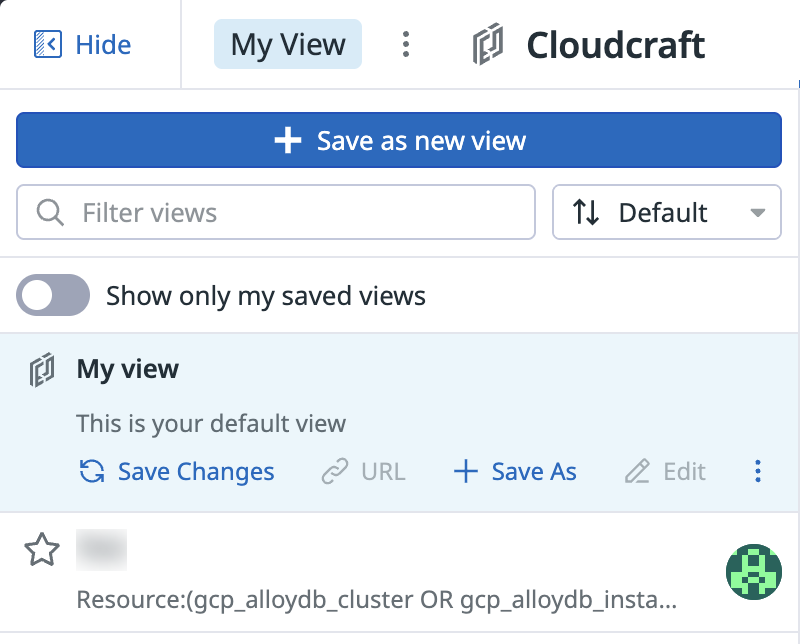 Hide My View Cloudcraft
Save as new view
Filter views Default
Show only my saved views
My view
This is your default view
Save Changes URL Save As Edit
Resource:(gcp_alloydb_cluster OR gcp_alloydb_insta...